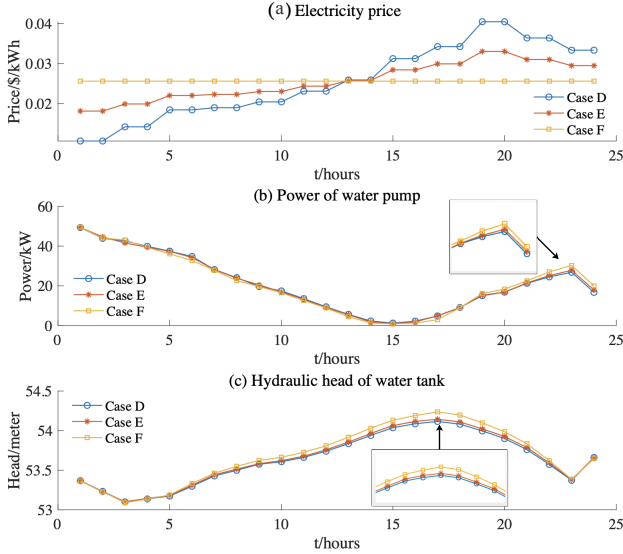 (a) Electricity price
0.04
0.03
0.02
Price/$/kWh
Case D
Case E
Case F
0 5 10 15 20 25
t/hours
(b) Power of water pump
60
40
20
0
Power/kW
Case D
Case E
Case F
0 5 10 15 20 25
t/hours
(c) Hydraulic head of water tank
54.5
54
53.5
53
Head/meter
Case D
Case E
Case F
0 5 10 15 20 25
t/hours